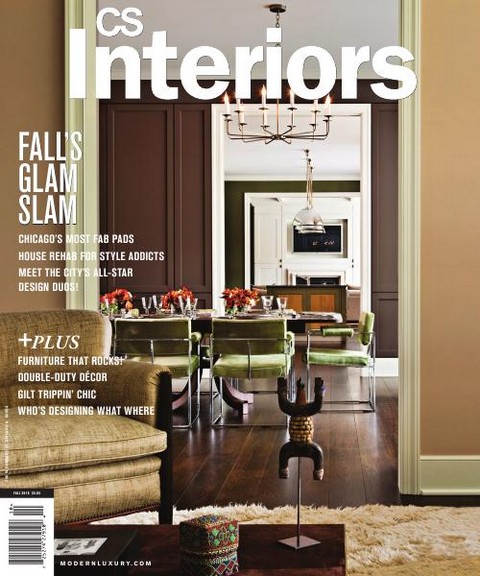 CS
Interiors
FALL'S
GLAM
SLAM
CHICAGO'S MOST FAB PADS
HOUSE REHAB FOR STYLE ADDICTS
MEET THE CITY'S ALL-STAR
DESIGN DUOS!
+PLUS
FURNITURE THAT ROCKS!
DOUBLE-DUTY DÉCOR
GILT TRIPPIN' CHIC
WHO'S DESIGNING WHAT WHERE
MODERNLUXURY.COM